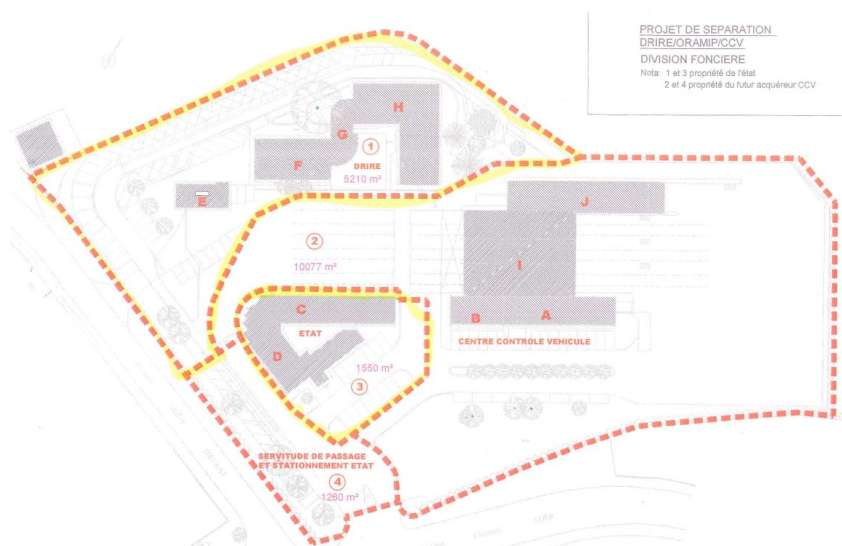 PROJET DE SEPARATION
DRIRE/ORAMIP/CCV
DIVISION FONCIERE
Nota: 1 et 3 propriété de l'état
2 et 4 propriété du futur acquéreur CCV
H
G
1
F
DRIRE
5210 m²
E
J
2
I
10077 m²
C
B
A
ETAT
CENTRE CONTROLE VEHICULE
D
1550 m²
3
SERVITUDE DE PASSAGE
ET STATIONNEMENT ETAT
4
1260 m²